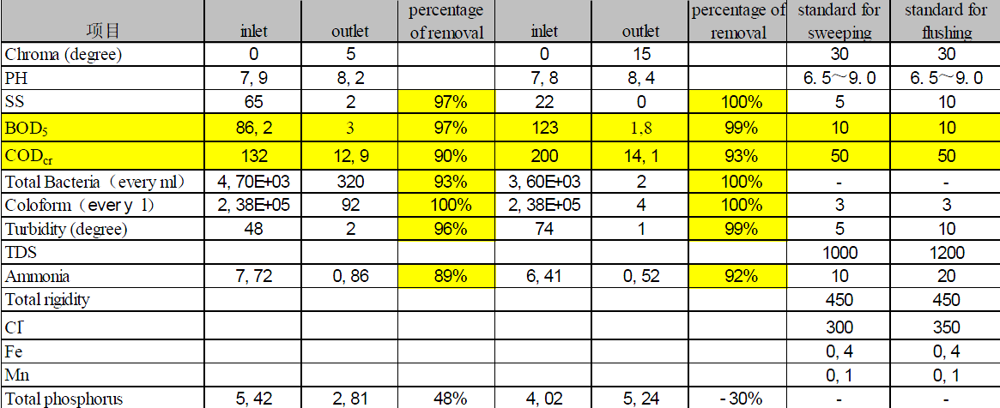 项目 inlet outlet percentage of removal inlet outlet percentage of removal standard for sweeping standard for flushing
Chroma (degree) 0 5 0 15 30 30
PH 7, 9 8, 2 7, 8 8, 4 6. 5～9. 0 6. 5～9. 0
SS 65 2 97% 22 0 100% 5 10
BOD5 86, 2 3 97% 123 1,8 99% 10 10
CODcr 132 12, 9 90% 200 14, 1 93% 50 50
Total Bacteria（every ml） 4, 70E+03 320 93% 3, 60E+03 2 100% - -
Coloform（every l） 2, 38E+05 92 100% 2, 38E+05 4 100% 3 3
Turbidity (degree) 48 2 96% 74 1 99% 5 10
TDS 1000 1200
Ammonia 7, 72 0, 86 89% 6, 41 0, 52 92% 10 20
Total rigidity 450 450
Cl- 300 350
Fe 0, 4 0, 4
Mn 0, 1 0, 1
Total phosphorus 5, 42 2, 81 48% 4, 02 5, 24 -30% - -